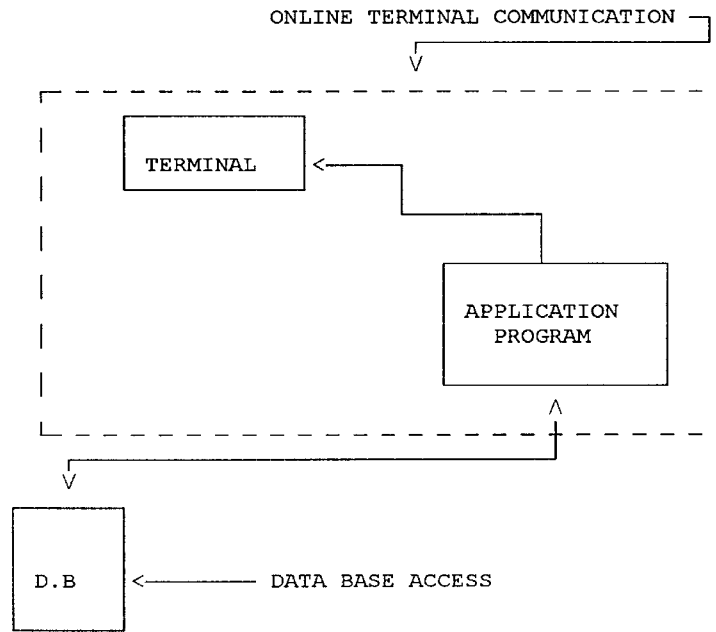 ONLINE TERMINAL COMMUNICATION
TERMINAL
APPLICATION
PROGRAM
D.B
DATA BASE ACCESS